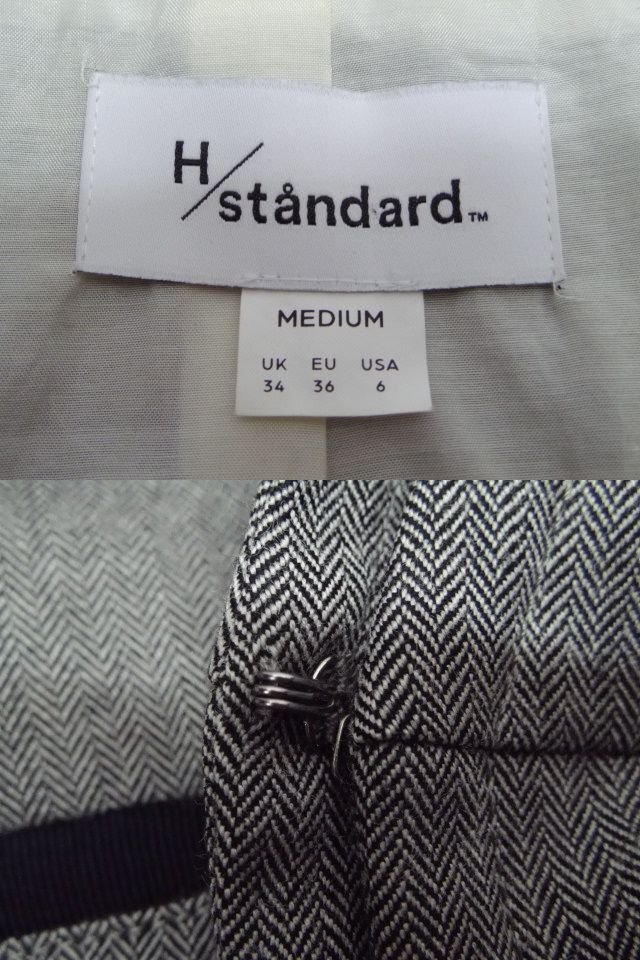 H/
ståndard™
MEDIUM
UK EU USA
34 36 6